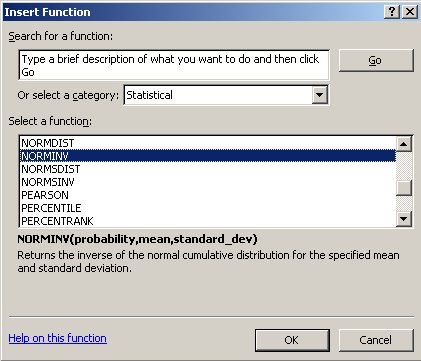 Insert Function
Search for a function:
Type a brief description of what you want to do and then click
Go
Go
Or select a category: Statistical
Select a function:
NORMDIST
NORMINV
NORMSDIST
NORMSINV
PEARSON
PERCENTILE
PERCENTRANK
NORMINV(probability,mean,standard_dev)
Returns the inverse of the normal cumulative distribution for the specified mean
and standard deviation.
Help on this function
OK
Cancel